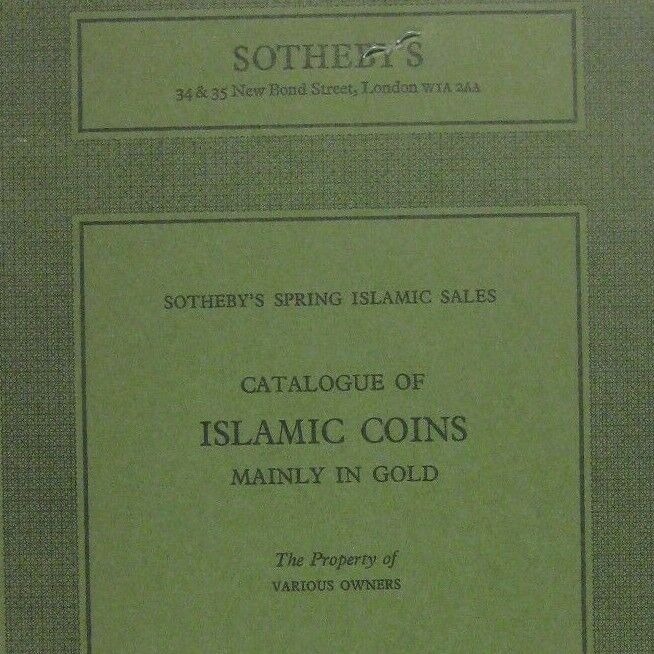 SOTHEBY'S
34 & 35 New Bond Street, London W1A 2AA
SOTHEBY'S SPRING ISLAMIC SALES
CATALOGUE OF
ISLAMIC COINS
MAINLY IN GOLD
The Property of
VARIOUS OWNERS